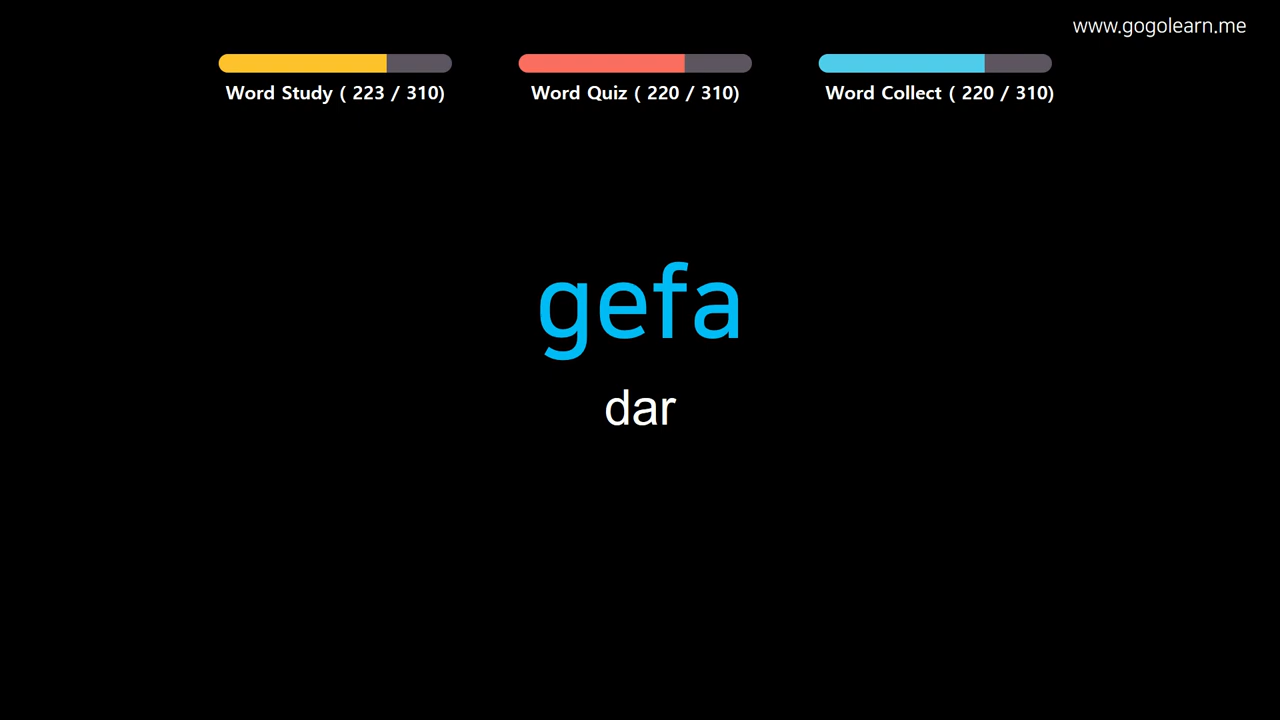 www.gogolearn.me
Word Study ( 223 / 310)
Word Quiz ( 220 / 310)
Word Collect ( 220 / 310)
gefa
dar